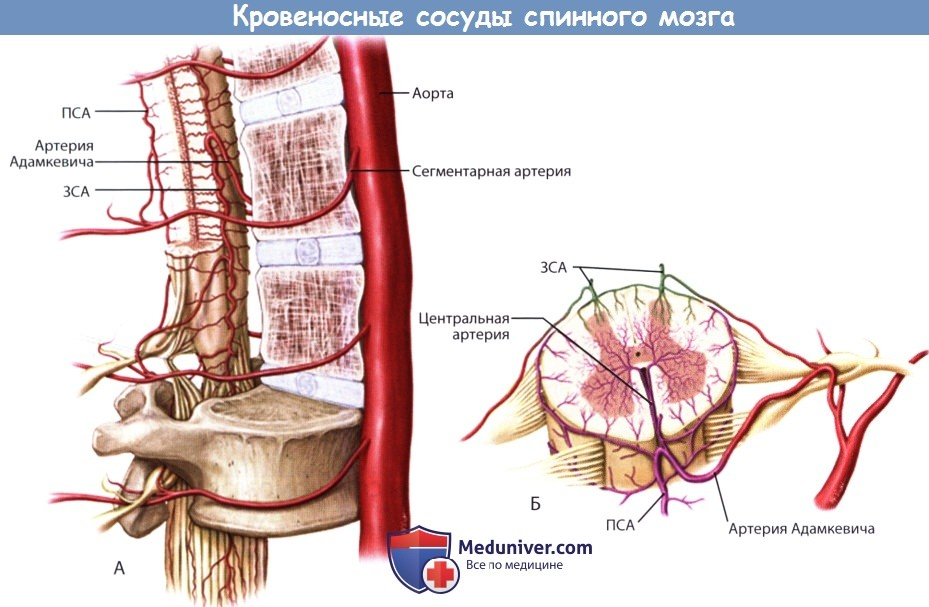 Кровеносные сосуды спинного мозга
ПСА
Артерия
Адамкевича
ЗСА
Аорта
Сегментарная артерия
А
ЗСА
Центральная
артерия
Б
ПСА
Артерия Адамкевича
Meduniver.com
Все по медицине